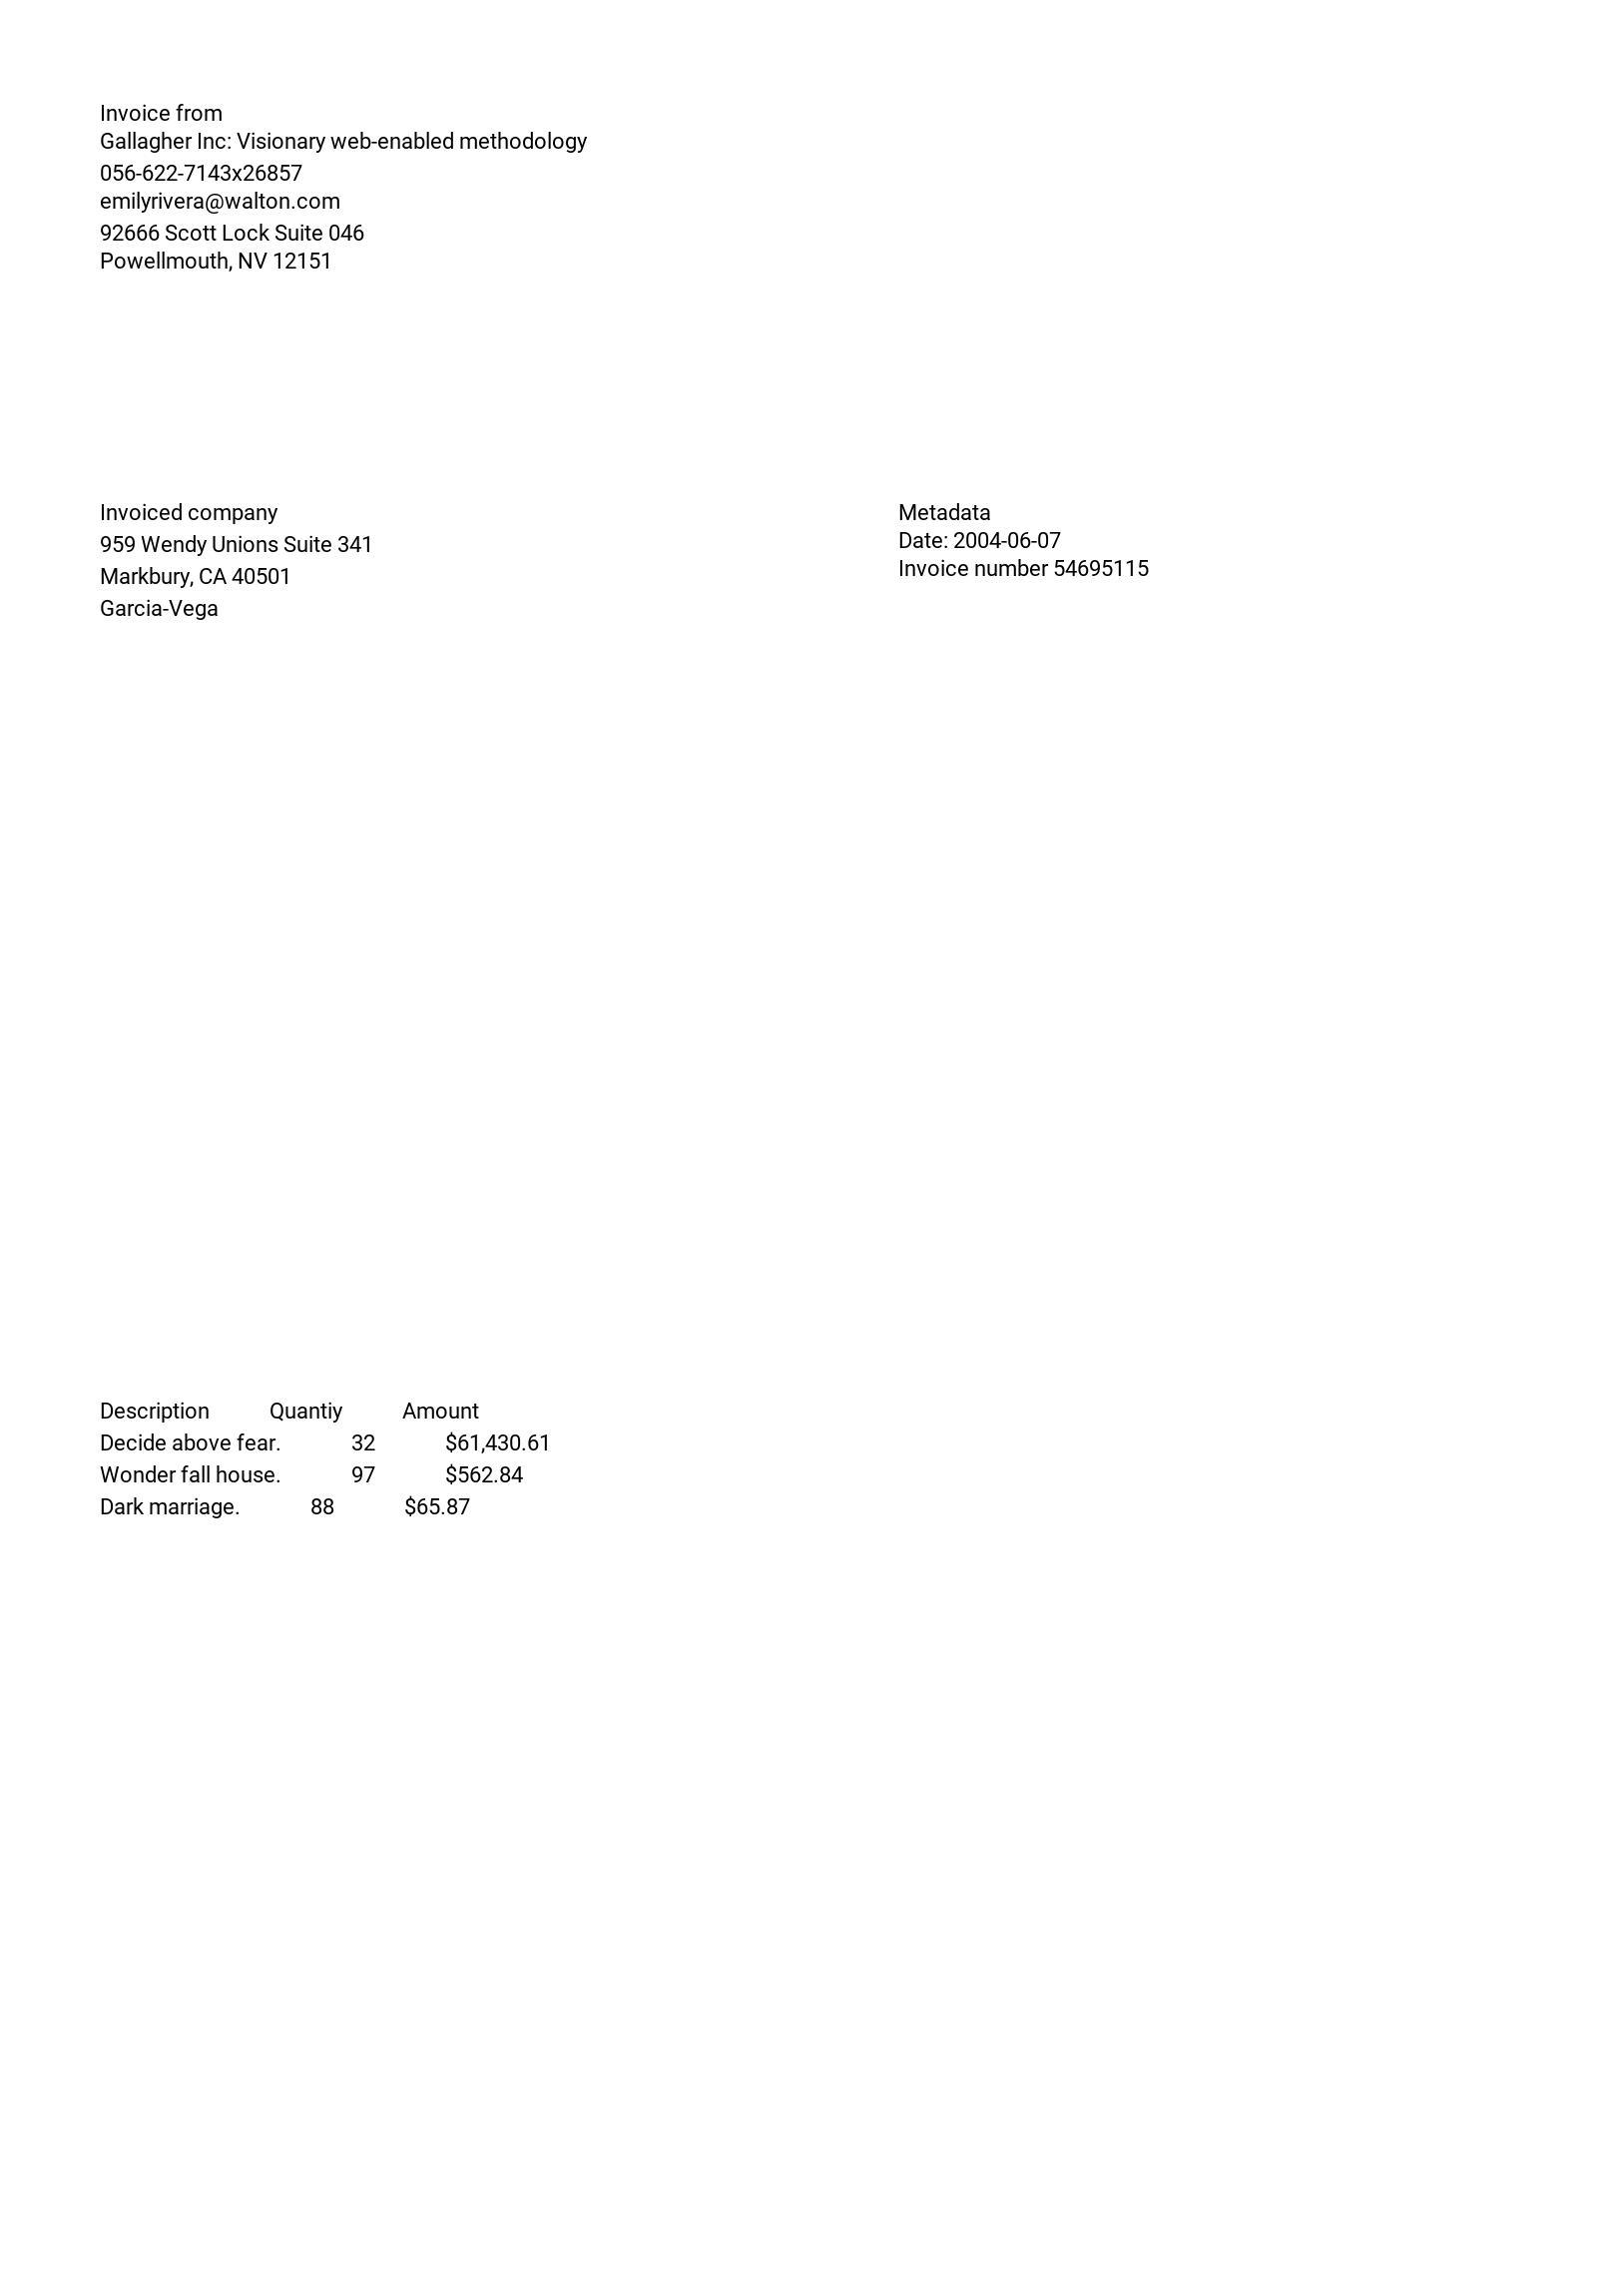 Invoice from
Gallagher Inc: Visionary web-enabled methodology
056-622-7143x26857
emilyrivera@walton.com
92666 Scott Lock Suite 046
Powellmouth, NV 12151
Invoiced company
959 Wendy Unions Suite 341
Markbury, CA 40501
Garcia-Vega
Metadata
Date: 2004-06-07
Invoice number 54695115
Description Quantiy Amount
Decide above fear. 32 $61,430.61
Wonder fall house. 97 $562.84
Dark marriage. 88 $65.87